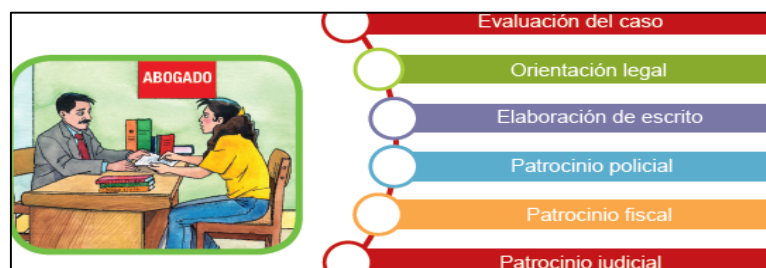 ABOGADO
Evaluación del caso
Orientación legal
Elaboración de escrito
Patrocinio policial
Patrocinio fiscal
Patrocinio judicial